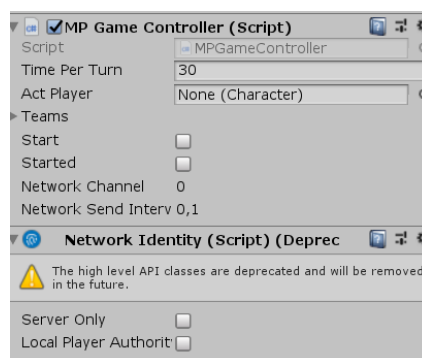 MP Game Controller (Script)
Script MPGameController
Time Per Turn 30
Act Player None (Character)
Teams
Start
Started
Network Channel 0
Network Send Interv 0,1
Network Identity (Script) (Deprec
The high level API classes are deprecated and will be removed
in the future.
Server Only
Local Player Authorit